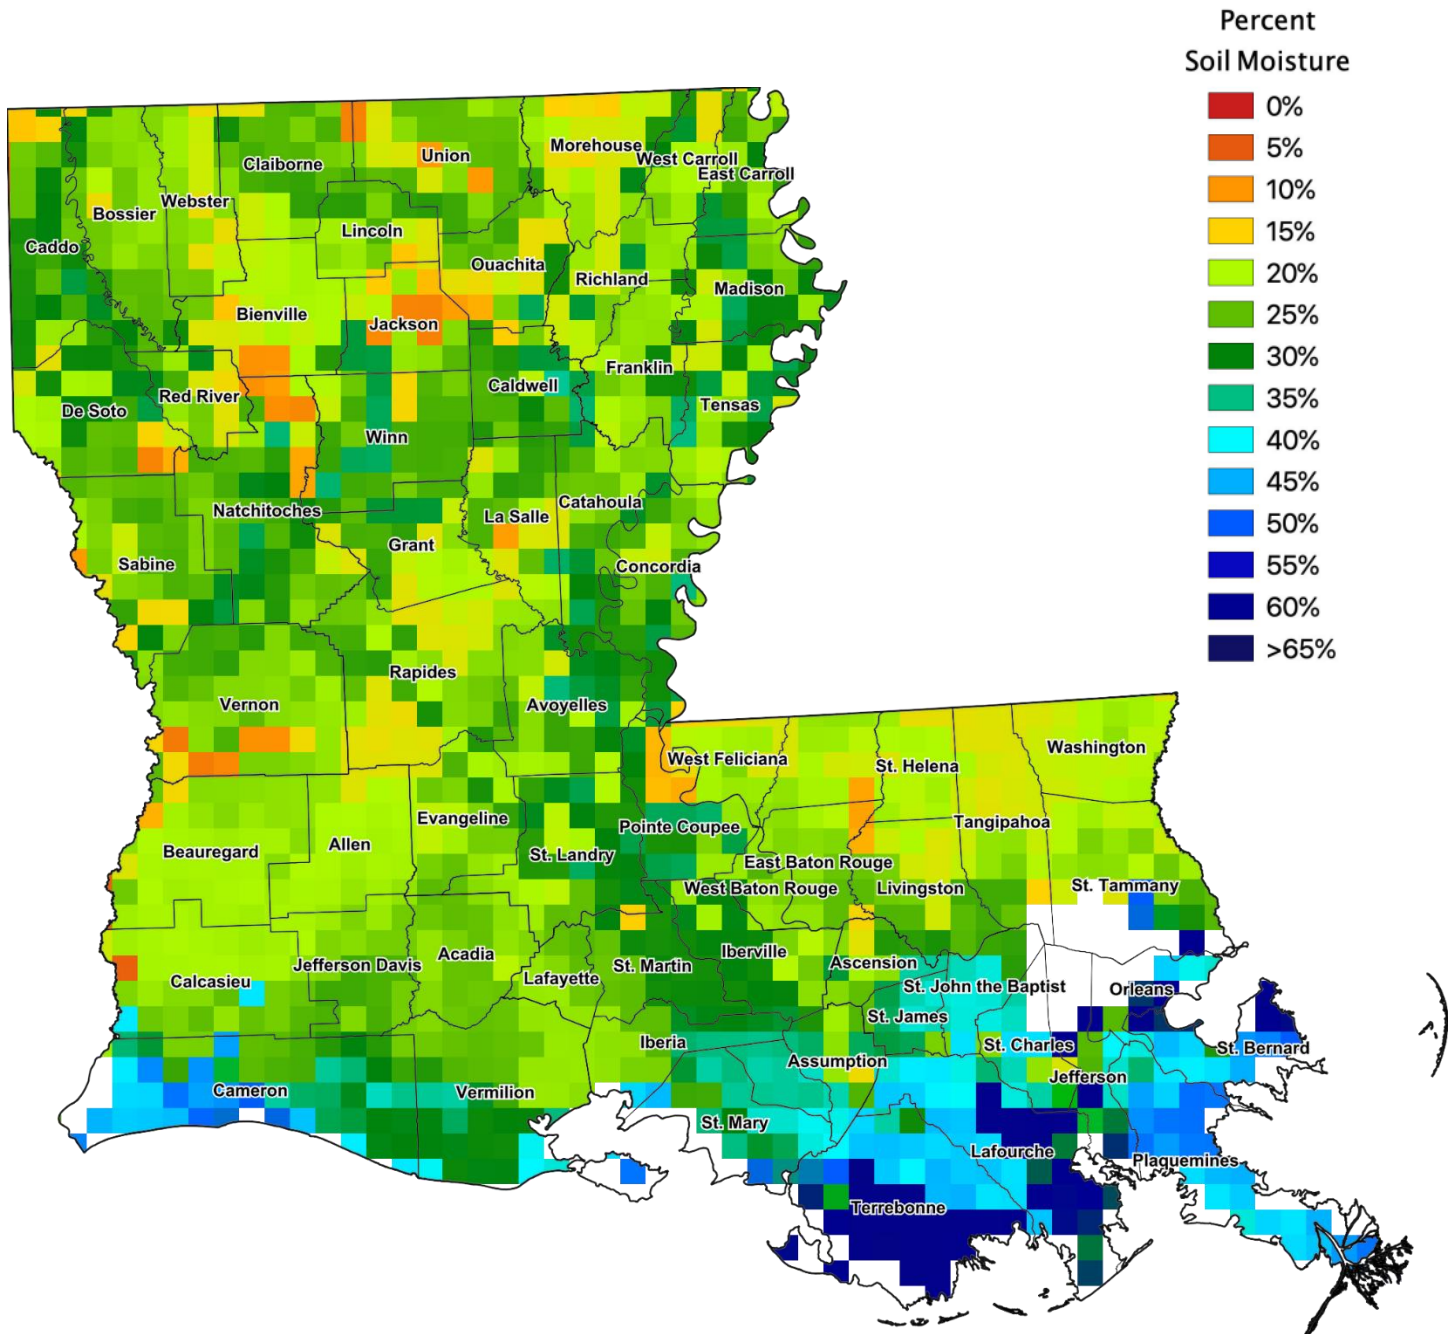 Percent
Soil Moisture
0%
5%
10%
15%
20%
25%
30%
35%
40%
45%
50%
55%
60%
>65%
Morehouse
Union
West Carroll
Claiborne
East Carroll
Webster
Bossier
Lincoln
Caddo
Ouachita
Richland
Madison
Bienville
Jackson
Franklin
Caldwell
Red River
Tensas
De Soto
Winn
Catahoula
Natchitoches
La Salle
Grant
Sabine
Concordia
Rapides
Vernon
Avoyelles
Washington
West Feliciana
St. Helena
Evangeline
Tangipahoa
Pointe Coupee
Allen
Beauregard
St. Landry
East Baton Rouge
St. Tammany
West Baton Rouge
Livingston
Acadia
Iberville
Ascension
Jefferson Davis
St. Martin
Lafayette
Calcasieu
St. John the Baptist
Orleans
St. James
Iberia
St. Charles
St. Bernard
Assumption
Jefferson
Cameron
Vermilion
St. Mary
Lafourche
Plaquemines
Terrebonne